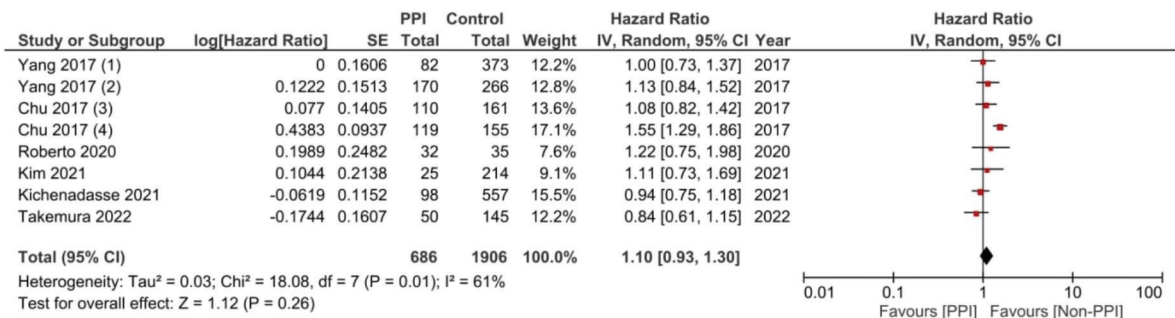 PPI Control Hazard Ratio Hazard Ratio
Study or Subgroup log[Hazard Ratio] SE Total Total Weight IV, Random, 95% CI Year IV, Random, 95% CI
Yang 2017 (1) 0 0.1606 82 373 12.2% 1.00 [0.73, 1.37] 2017
Yang 2017 (2) 0.1222 0.1513 170 266 12.8% 1.13 [0.84, 1.52] 2017
Chu 2017 (3) 0.077 0.1405 110 161 13.5% 1.08 [0.82, 1.42] 2017
Chu 2017 (4) 0.4383 0.0937 119 155 17.1% 1.55 [1.29, 1.86] 2017
Roberto 2020 0.1989 0.2482 32 35 7.6% 1.22 [0.75, 1.98] 2020
Kim 2021 0.1044 0.2138 25 214 9.1% 1.11 [0.73, 1.69] 2021
Kichenadasse 2021 -0.0619 0.1152 98 557 15.5% 0.94 [0.75, 1.18] 2021
Takemura 2022 -0.1744 0.1607 50 145 12.2% 0.84 [0.61, 1.15] 2022
Total (95% CI) 686 1906 100.0% 1.10 [0.93, 1.30]
Heterogeneity: Tau² = 0.03; Chi² = 18.08, df = 7 (P = 0.01); I² = 61%
Test for overall effect: Z = 1.12 (P = 0.26)
0.01 0.1 1 10 100
Favours [PPI] Favours [Non-PPI]